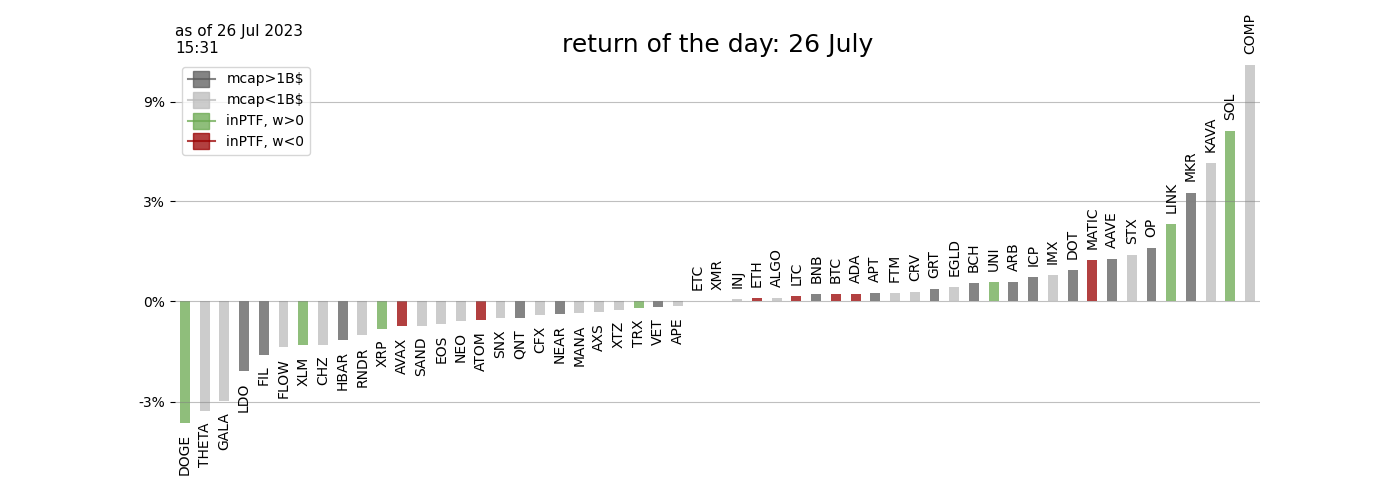 as of 26 Jul 2023
15:31
return of the day: 26 July
mcap>1B$
mcap<1B$
inPTF, w>0
inPTF, w<0
9%
3%
0%
-3%
DOGE
THETA
GALA
LDO
FIL
FLOW
XLM
CHZ
HBAR
RNDR
XRP
AVAX
SAND
EOS
NEO
ATOM
SNX
QNT
CFX
NEAR
MANA
AXS
XTZ
TRX
VET
APE
ETC
XMR
INJ
ETH
ALGO
LTC
BNB
BTC
ADA
APT
FTM
CRV
GRT
EGLD
BCH
UNI
ARB
ICP
IMX
DOT
MATIC
AAVE
STX
OP
LINK
MKR
KAVA
SOL
COMP